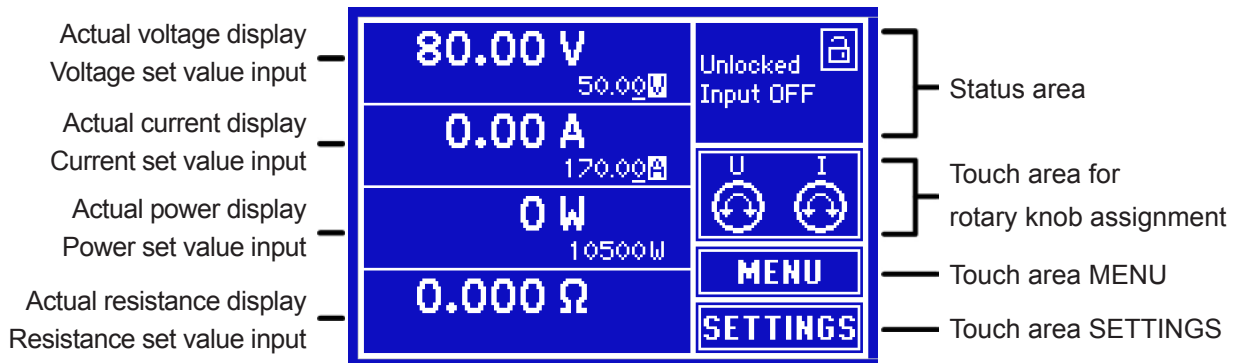 Actual voltage display
Voltage set value input
Actual current display
Current set value input
Actual power display
Power set value input
Actual resistance display
Resistance set value input
80.00 V
50.00V
0.00 A
170.00A
0 W
10500W
0.000 Ω
Unlocked
Input OFF
U I
MENU
SETTINGS
Status area
Touch area for
rotary knob assignment
Touch area MENU
Touch area SETTINGS